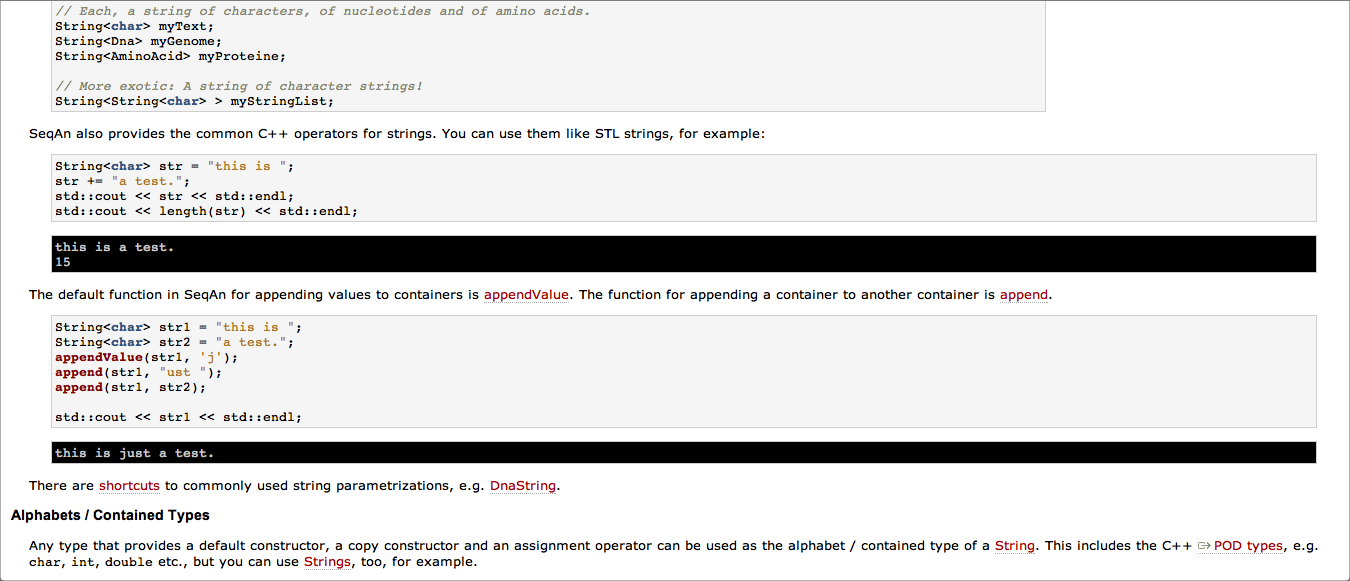 // Each, a string of characters, of nucleotides and of amino acids.
String<char> myText;
String<Dna> myGenome;
String<AminoAcid> myProteine;
// More exotic: A string of character strings!
String<String<char> > myStringList;
SeqAn also provides the common C++ operators for strings. You can use them like STL strings, for example:
String<char> str = "this is ";
str += "a test.";
std::cout << str << std::endl;
std::cout << length(str) << std::endl;
this is a test.
15
The default function in SeqAn for appending values to containers is appendValue. The function for appending a container to another container is append.
String<char> str1 = "this is ";
String<char> str2 = "a test.";
appendValue(str1, 'j');
append(str1, "ust ");
append(str1, str2);
std::cout << str1 << std::endl;
this is just a test.
There are shortcuts to commonly used string parametrizations, e.g. DnaString.
Alphabets / Contained Types
Any type that provides a default constructor, a copy constructor and an assignment operator can be used as the alphabet / contained type of a String. This includes the C++ POD types, e.g.
char, int, double etc., but you can use Strings, too, for example.